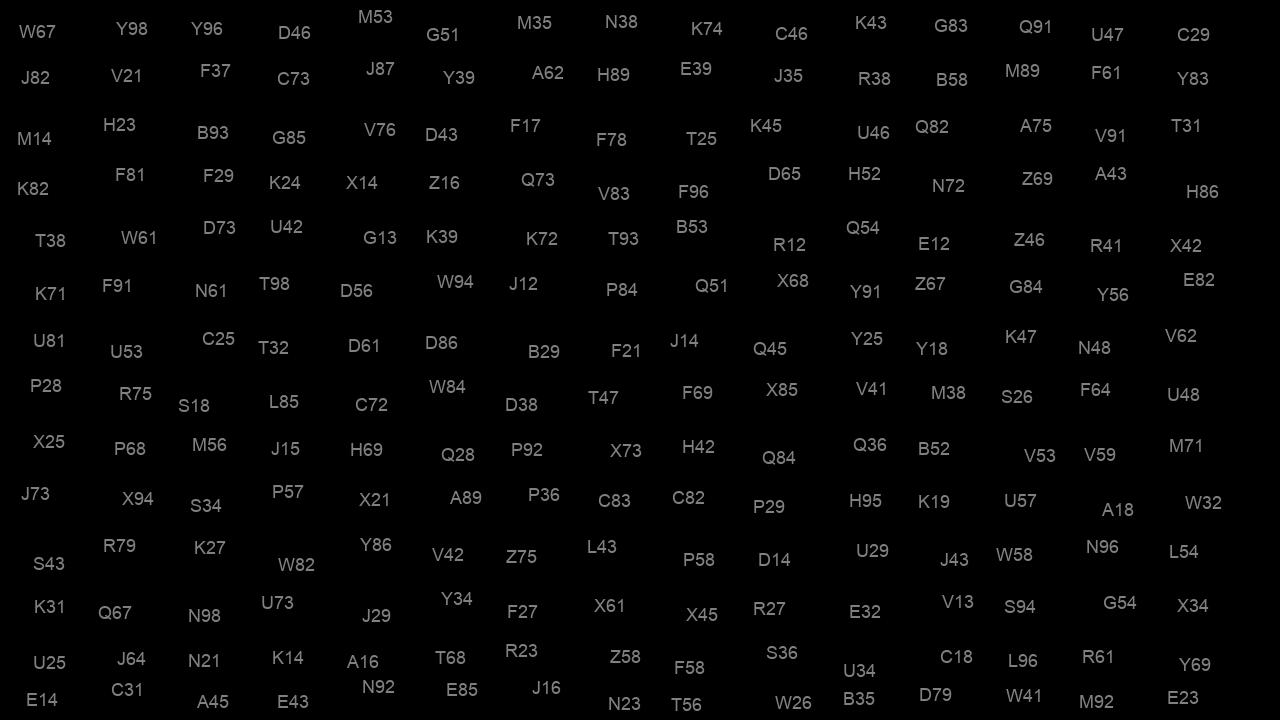 W67 Y98 Y96 D46 M53 G51 M35 N38 K74 C46 K43 G83 Q91 U47 C29
J82 V21 F37 C73 J87 Y39 A62 H89 E39 J35 R38 B58 M89 F61 Y83
M14 H23 B93 G85 V76 D43 F17 F78 T25 K45 U46 Q82 A75 V91 T31
K82 F81 F29 K24 X14 Z16 Q73 V83 F96 D65 H52 N72 Z69 A43 H86
T38 W61 D73 U42 G13 K39 K72 T93 B53 R12 Q54 E12 Z46 R41 X42
K71 F91 N61 T98 D56 W94 J12 P84 Q51 X68 Y91 Z67 G84 Y56 E82
U81 U53 C25 T32 D61 D86 B29 F21 J14 Q45 Y25 Y18 K47 N48 V62
P28 R75 S18 L85 C72 W84 D38 T47 F69 X85 V41 M38 S26 F64 U48
X25 P68 M56 J15 H69 Q28 P92 X73 H42 Q84 Q36 B52 V53 V59 M71
J73 X94 S34 P57 X21 A89 P36 C83 C82 P29 H95 K19 U57 A18 W32
S43 R79 K27 W82 Y86 V42 Z75 L43 P58 D14 U29 J43 W58 N96 L54
K31 Q67 N98 U73 J29 Y34 F27 X61 X45 R27 E32 V13 S94 G54 X34
U25 J64 N21 K14 A16 T68 R23 Z58 F58 S36 U34 C18 L96 R61 Y69
E14 C31 A45 E43 N92 E85 J16 N23 T56 W26 B35 D79 W41 M92 E23